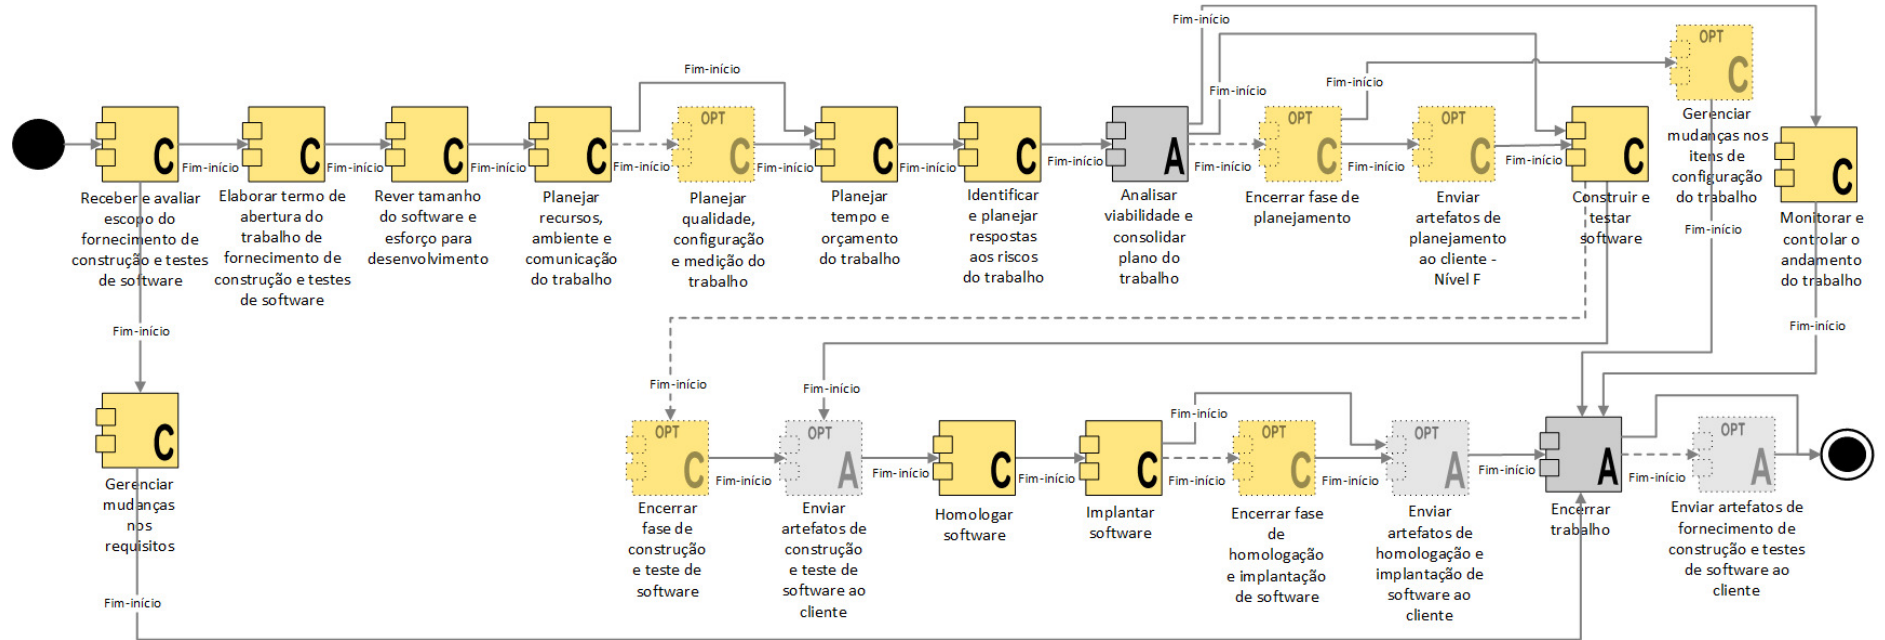 Fim-início
OPT
C
Gerenciar
mudanças nos
itens de
configuração
do trabalho
Fim-início
Fim-início
Fim-início
Fim-início
C
Receber e avaliar
escopo do
fornecimento de
construção e testes
de software
Fim-início
C
Elaborar termo de
abertura do
trabalho de
fornecimento de
construção e testes
de software
Fim-início
C
Rever tamanho
do software e
esforço para
desenvolvimento
Fim-início
C
Planejar
recursos,
ambiente e
comunicação
do trabalho
Fim-início
OPT
C
Planejar
qualidade,
configuração
e medição do
trabalho
Fim-início
C
Planejar
tempo e
orçamento
do trabalho
Fim-início
C
Identificar
e planejar
respostas
aos riscos
do trabalho
Fim-início
A
Analisar
viabilidade e
consolidar
plano do
trabalho
Fim-início
OPT
C
Encerrar fase de
planejamento
Fim-início
OPT
C
Enviar
artefatos de
planejamento
ao cliente -
Nível F
Fim-início
C
Construir e
testar
software
Fim-início
C
Monitorar e
controlar o
andamento
do trabalho
Fim-início
Fim-início
C
Gerenciar
mudanças
nos
requisitos
Fim-início
Fim-início
OPT
C
Encerrar
fase de
construção
e teste de
software
Fim-início
Fim-início
OPT
A
Enviar
artefatos de
construção
e teste de
software ao
cliente
Fim-início
C
Homologar
software
Fim-início
C
Implantar
software
Fim-início
Fim-início
OPT
C
Encerrar fase
de
homologação
e implantação
de software
Fim-início
OPT
A
Enviar
artefatos de
homologação e
implantação de
software ao
cliente
Fim-início
A
Encerrar
trabalho
Fim-início
OPT
A
Enviar artefatos de
fornecimento de
construção e testes
de software ao
cliente